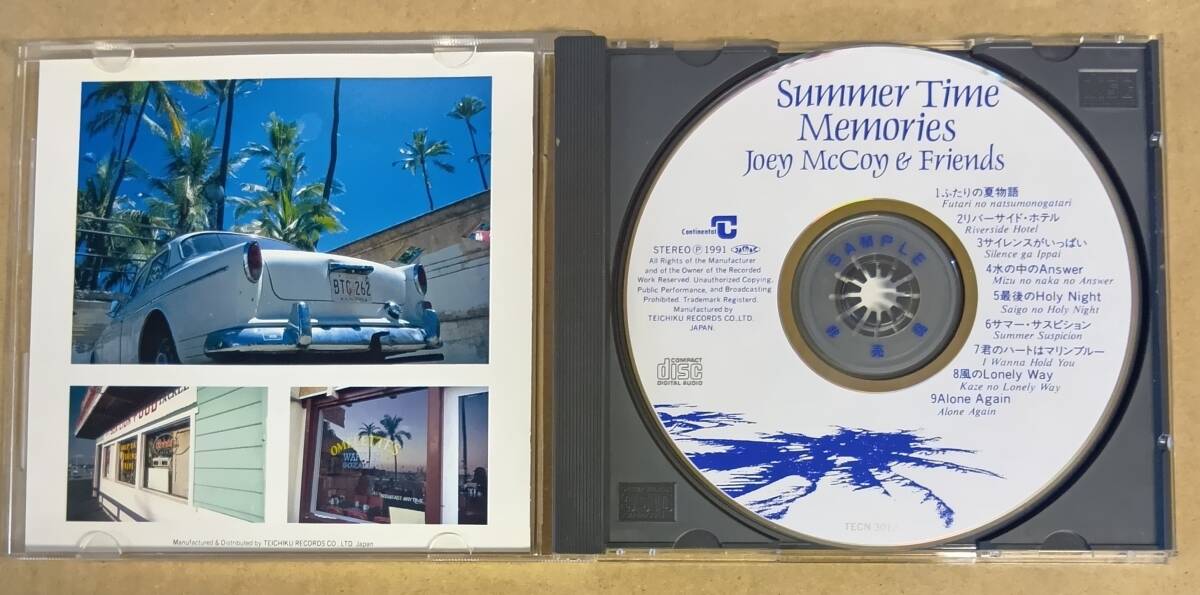 BTG 262
OMELETTES
BREAKFAST ANYTIME
Manufactured & Distributed by TEICHIKU RECORDS CO., LTD. Japan
Summer Time
Memories
Joey McCoy & Friends
1ふたりの夏物語
Futari no natsumonogatari
2リバーサイド・ホテル
Riverside Hotel
3サイレンスがいっぱい
Silence ga Ippai
4水の中のAnswer
Mizu no naka no Answer
5最後のHoly Night
Saigo no Holy Night
6サマー・サスピション
Summer Suspicion
7君のハートはマリンブルー
I Wanna Hold You
8風のLonely Way
Kaze no Lonely Way
9Alone Again
Alone Again
Continental
STEREO Ⓟ 1991
All Rights of the Manufacturer
and of the Owner of the Recorded
Work Reserved. Unauthorized Copying,
Public Performance, and Broadcasting
Prohibited. Trademark Registerd.
Manufactured by
TEICHIKU RECORDS CO.,LTD.
JAPAN.
COMPACT
disc
DIGITAL AUDIO
SAMPLE
非売品